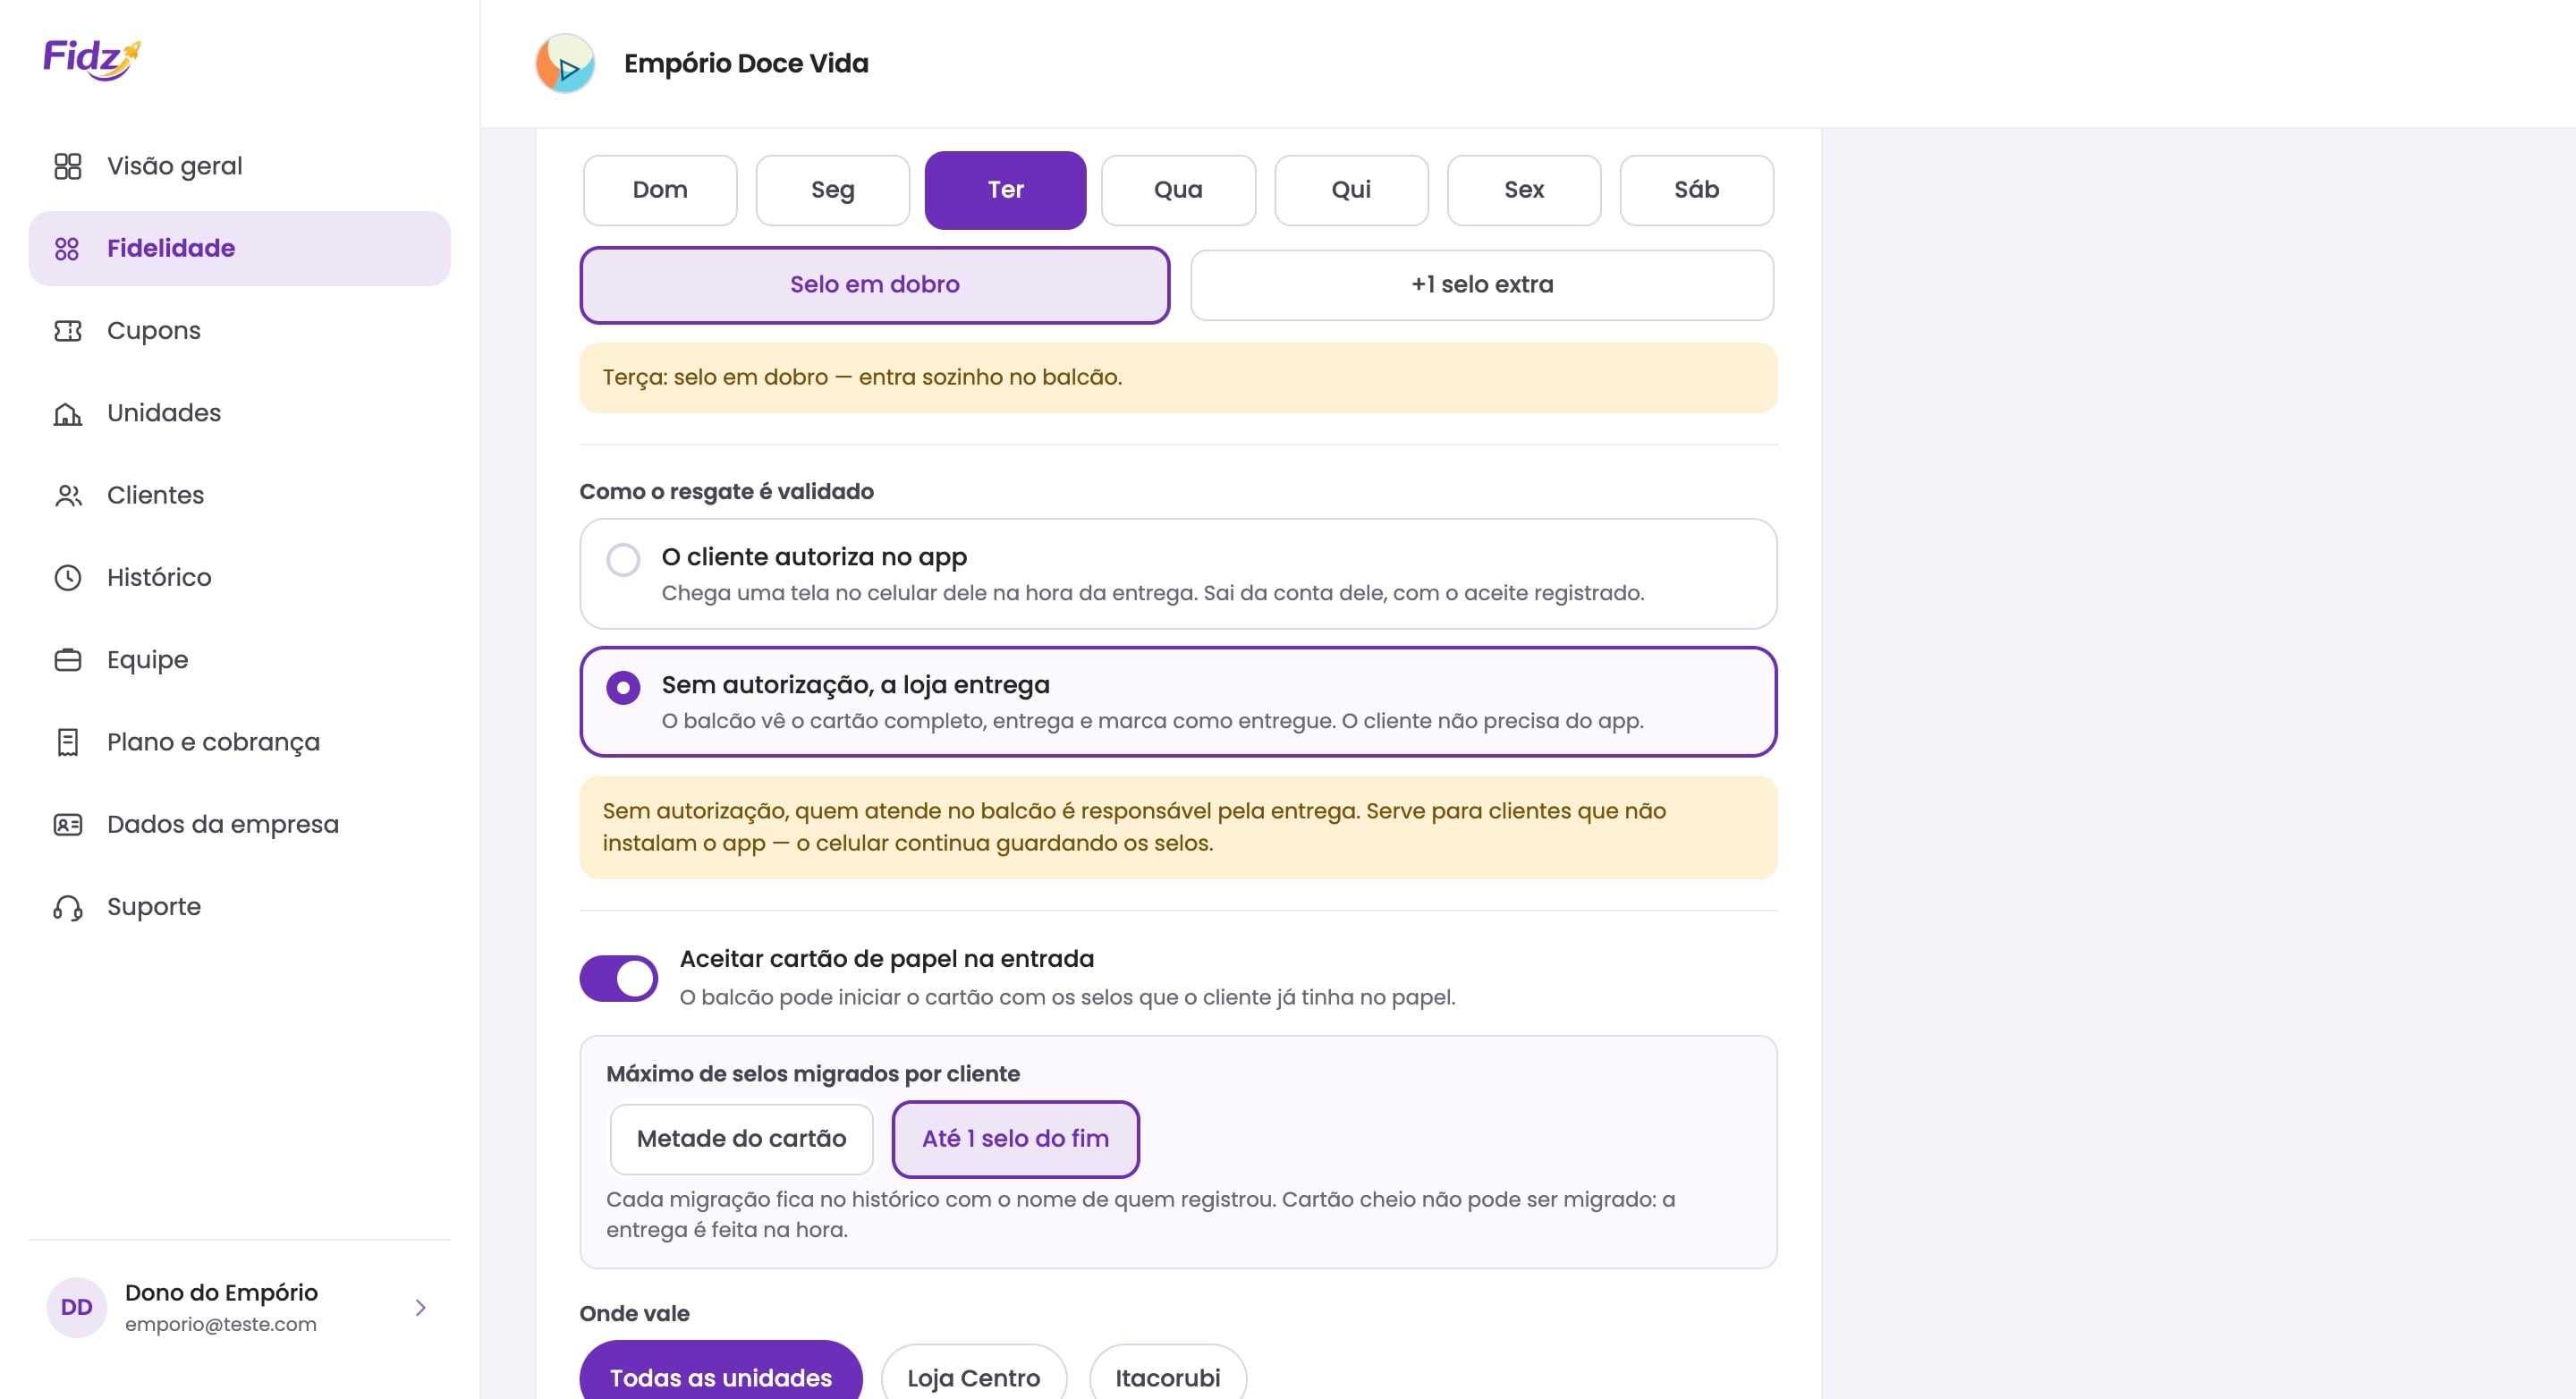 Fidz
Visão geral
Fidelidade
Cupons
Unidades
Clientes
Histórico
Equipe
Plano e cobrança
Dados da empresa
Suporte
DD
Dono do Empório
emporio@teste.com
Empório Doce Vida
Dom Seg Ter Qua Qui Sex Sáb
Selo em dobro +1 selo extra
Terça: selo em dobro — entra sozinho no balcão.
Como o resgate é validado
O cliente autoriza no app
Chega uma tela no celular dele na hora da entrega. Sai da conta dele, com o aceite registrado.
Sem autorização, a loja entrega
O balcão vê o cartão completo, entrega e marca como entregue. O cliente não precisa do app.
Sem autorização, quem atende no balcão é responsável pela entrega. Serve para clientes que não
instalam o app — o celular continua guardando os selos.
Aceitar cartão de papel na entrada
O balcão pode iniciar o cartão com os selos que o cliente já tinha no papel.
Máximo de selos migrados por cliente
Metade do cartão Até 1 selo do fim
Cada migração fica no histórico com o nome de quem registrou. Cartão cheio não pode ser migrado: a
entrega é feita na hora.
Onde vale
Todas as unidades Loja Centro Itacorubi